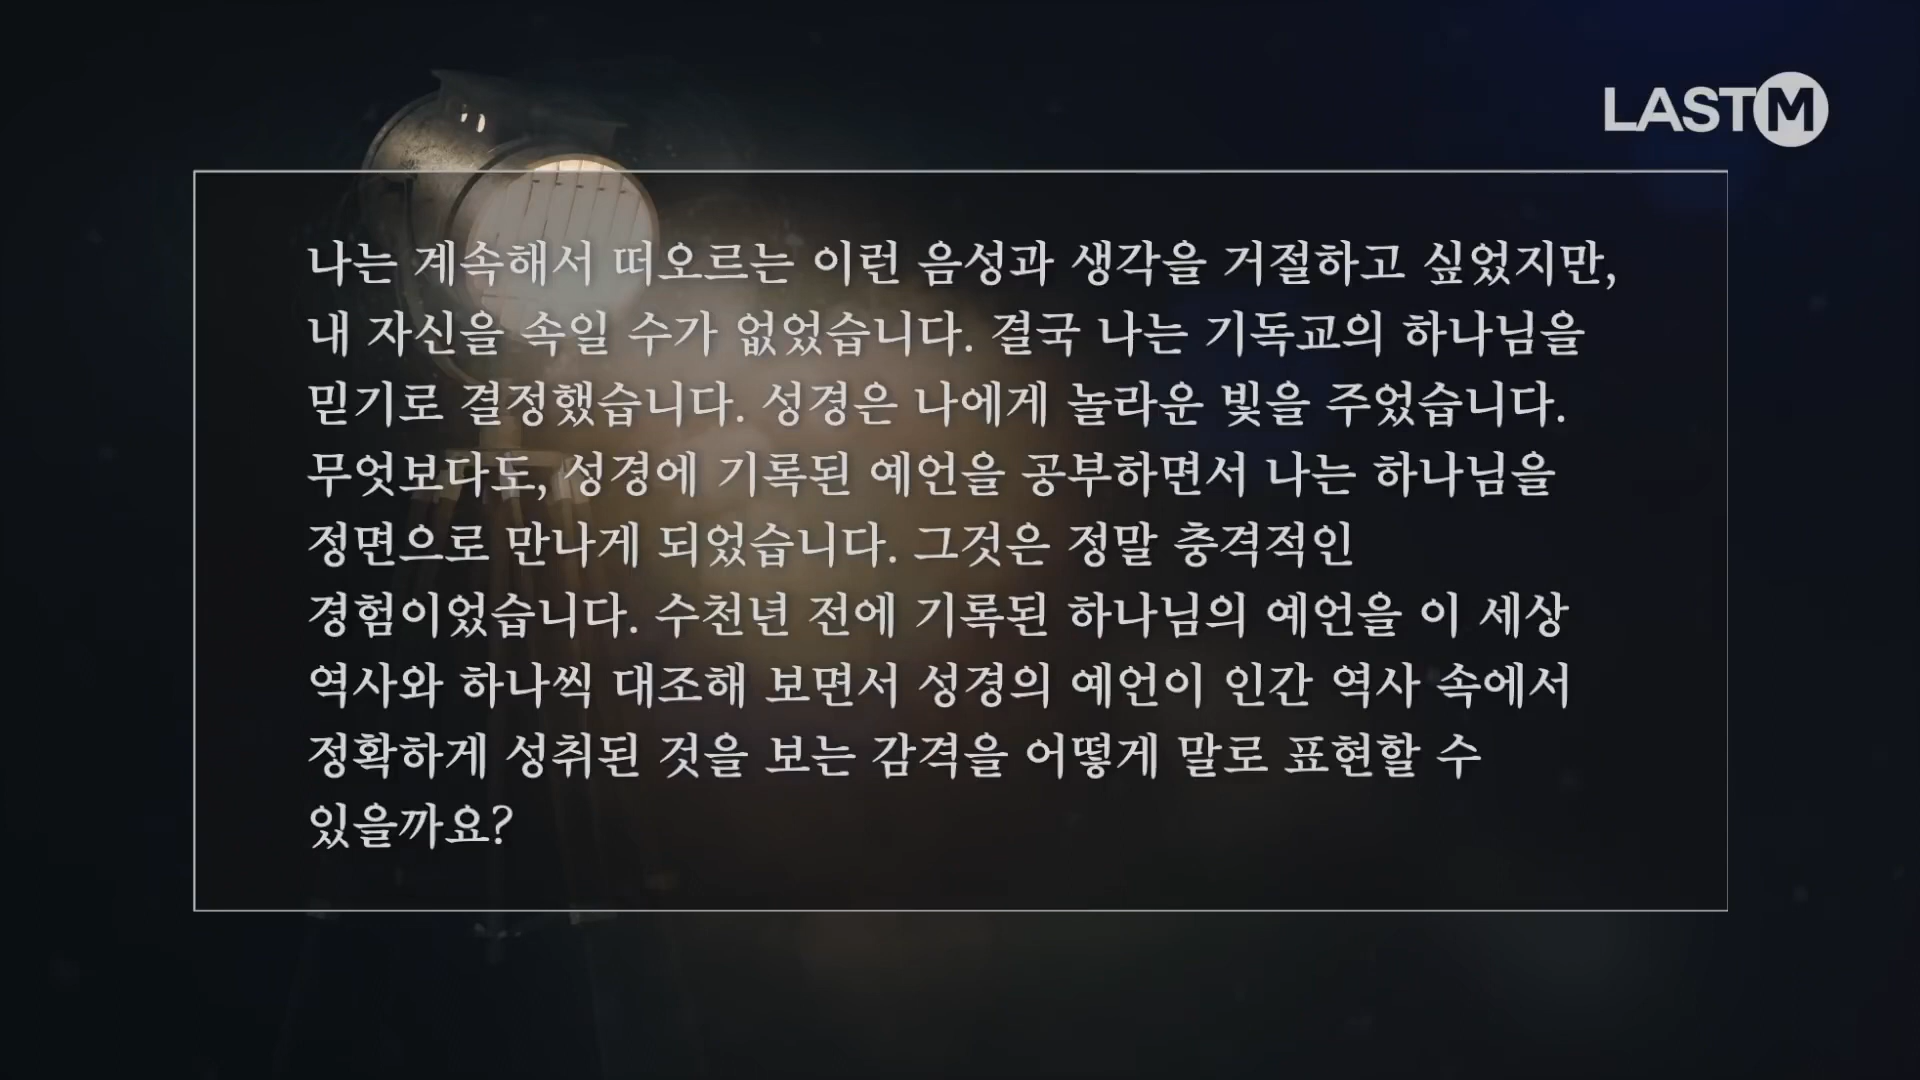 LASTM
나는 계속해서 떠오르는 이런 음성과 생각을 거절하고 싶었지만,
내 자신을 속일 수가 없었습니다. 결국 나는 기독교의 하나님을
믿기로 결정했습니다. 성경은 나에게 놀라운 빛을 주었습니다.
무엇보다도, 성경에 기록된 예언을 공부하면서 나는 하나님을
정면으로 만나게 되었습니다. 그것은 정말 충격적인
경험이었습니다. 수천년 전에 기록된 하나님의 예언을 이 세상
역사와 하나씩 대조해 보면서 성경의 예언이 인간 역사 속에서
정확하게 성취된 것을 보는 감격을 어떻게 말로 표현할 수
있을까요?